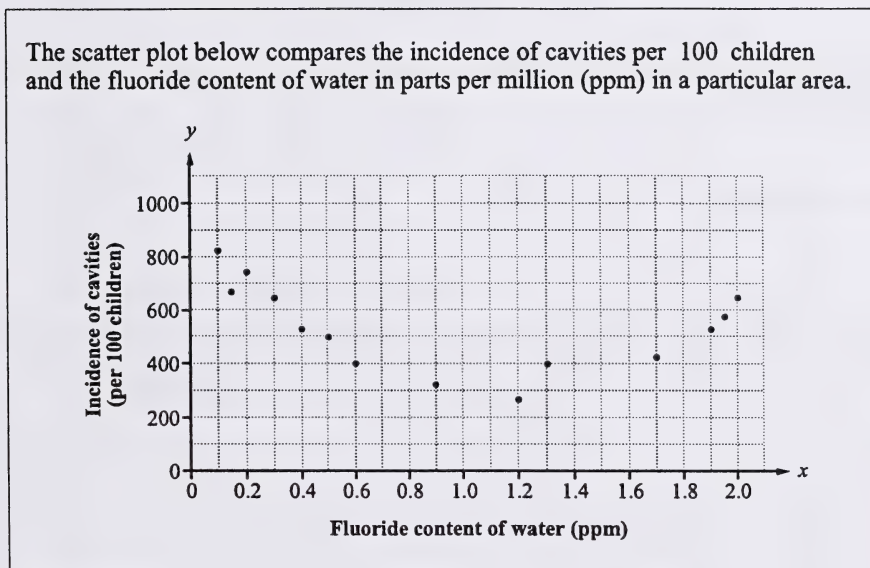 The scatter plot below compares the incidence of cavities per 100 children
and the fluoride content of water in parts per million (ppm) in a particular area.
y
1000
800
600
400
200
0
Incidence of cavities
(per 100 children)
0 0.2 0.4 0.6 0.8 1.0 1.2 1.4 1.6 1.8 2.0
x
Fluoride content of water (ppm)